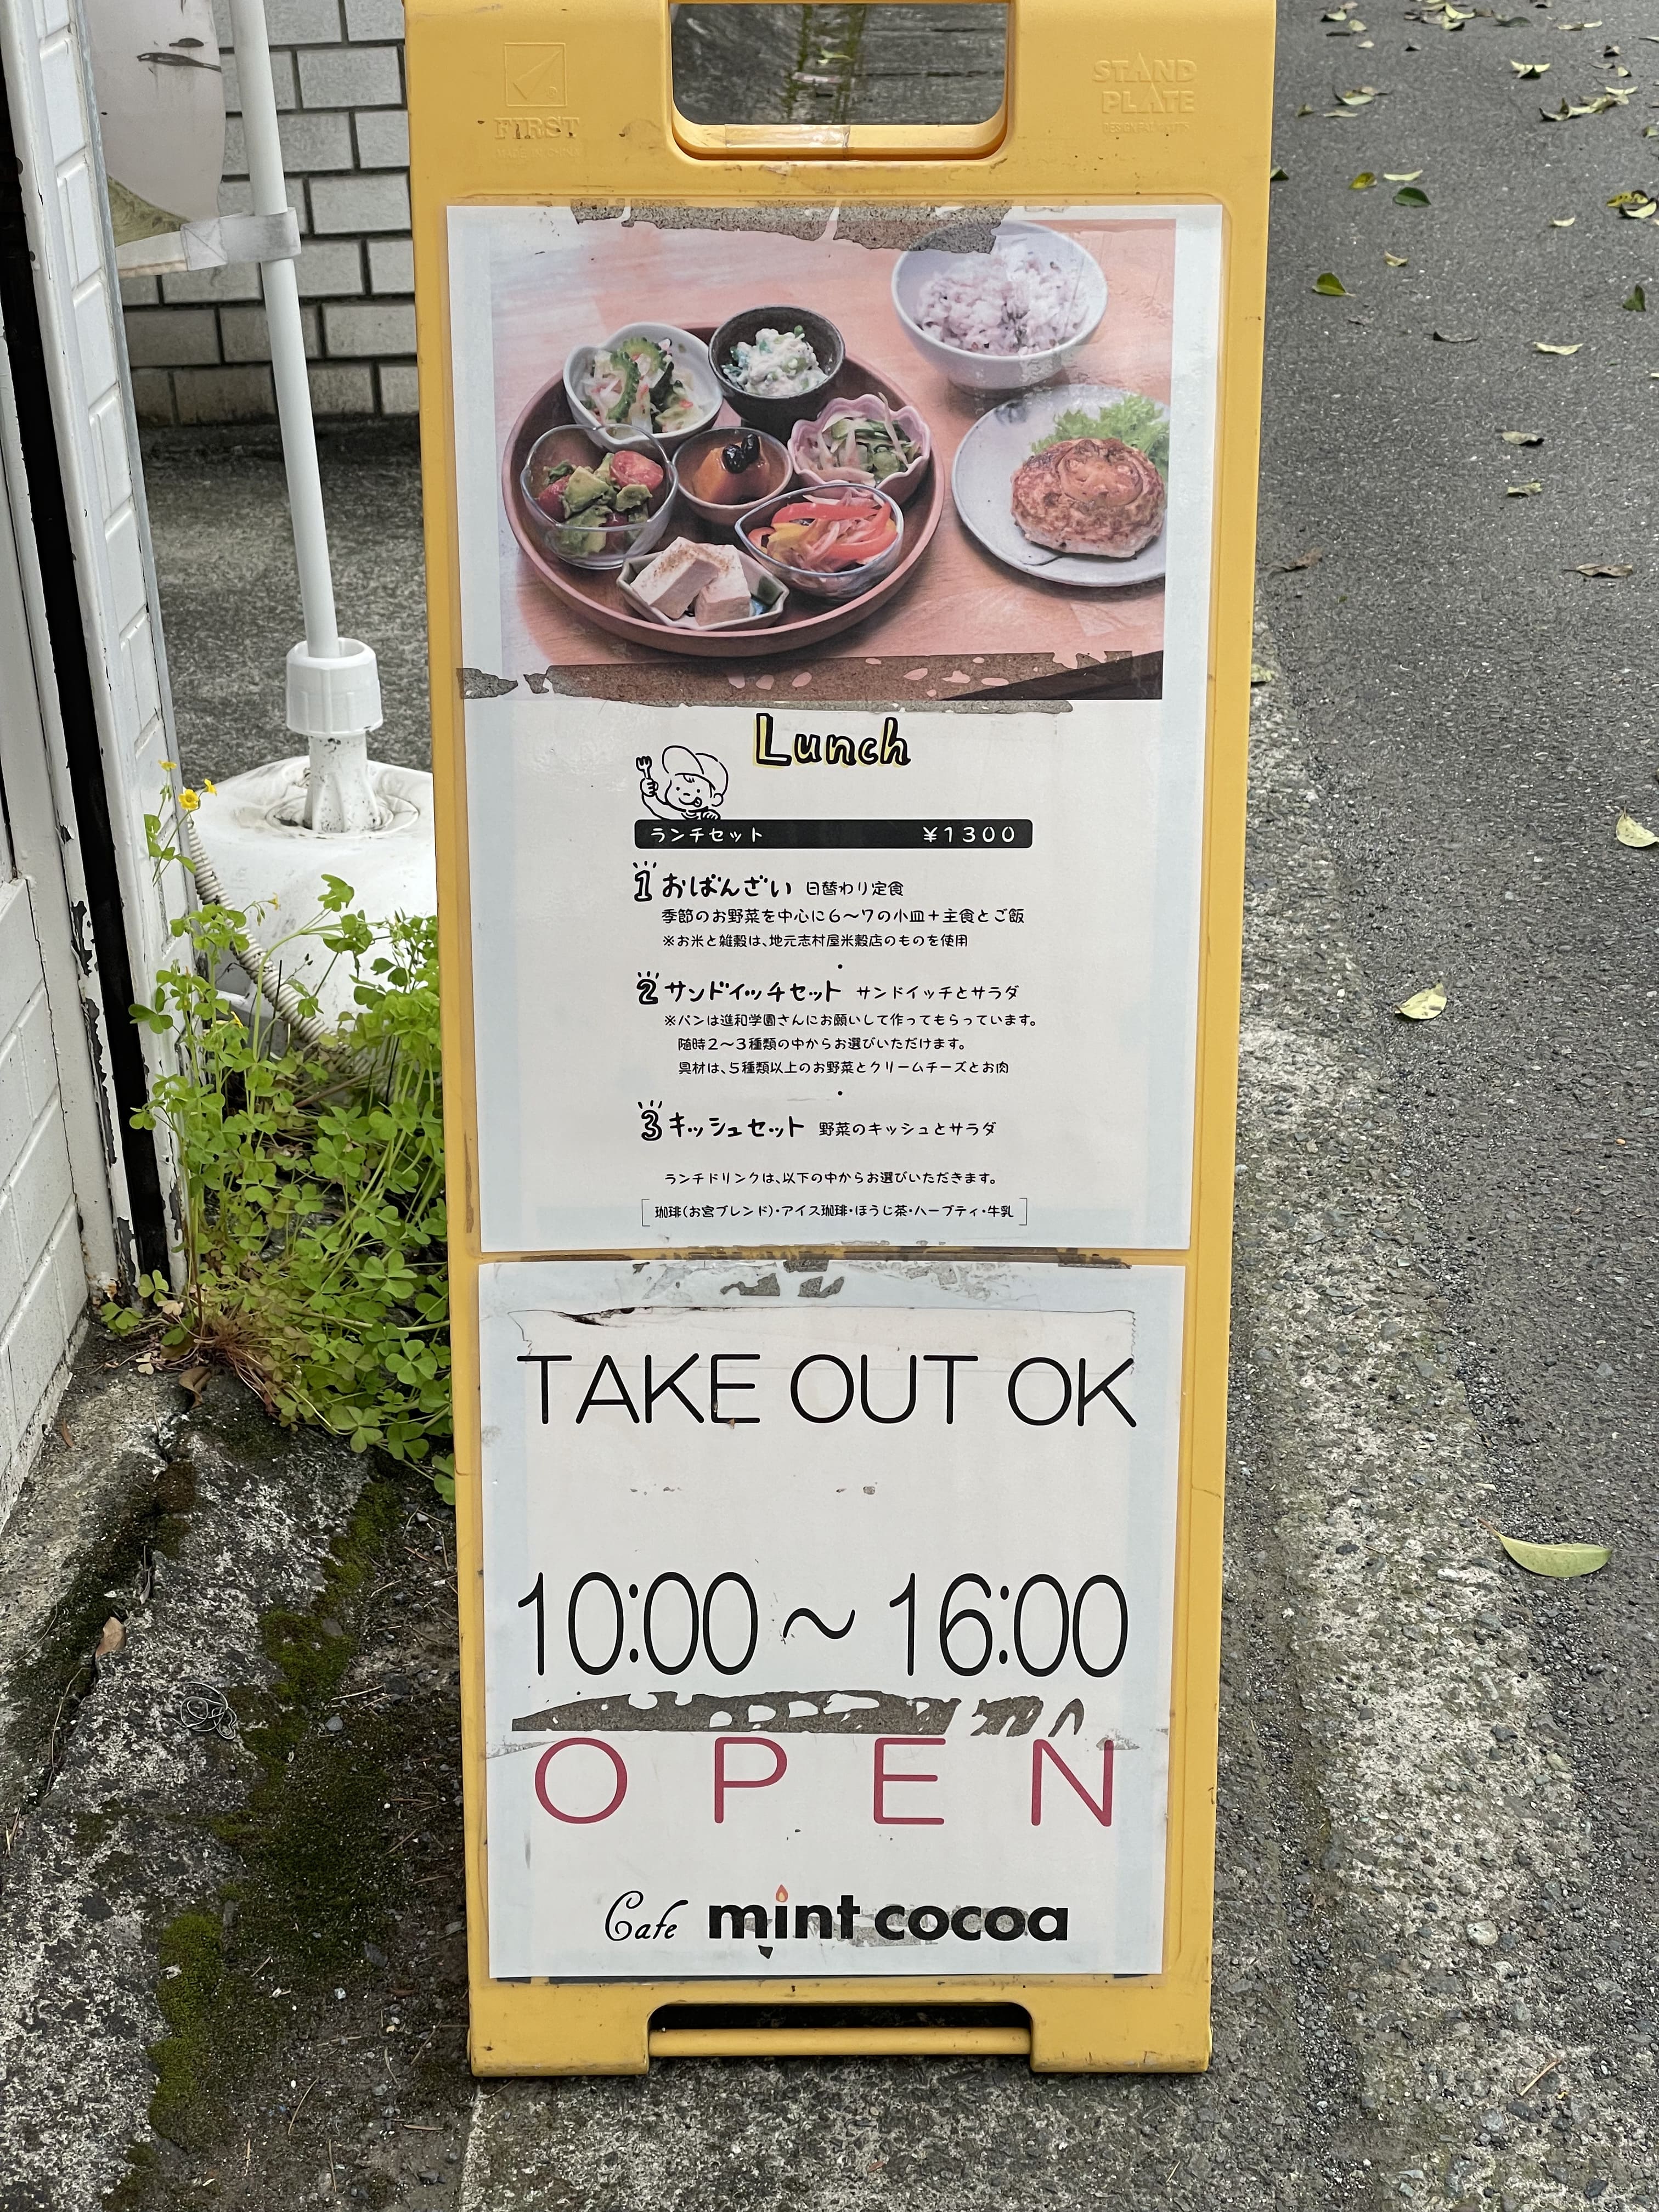 FIRST
STAND
PLATE
Lunch
ランチセット ¥1300
1 おばんざい 日替わり定食
季節のお野菜を中心に6〜7の小皿+主食とご飯
※お米と雑穀は、地元志村屋米穀店のものを使用
2 サンドイッチセット サンドイッチとサラダ
※パンは進和学園さんにお願いして作ってもらっています。
随時2〜3種類の中からお選びいただけます。
具材は、5種類以上のお野菜とクリームチーズとお肉
3 キッシュセット 野菜のキッシュとサラダ
ランチドリンクは、以下の中からお選びいただきます。
珈琲(お宮ブレンド)・アイス珈琲・ほうじ茶・ハーブティ・牛乳
TAKE OUT OK
10:00〜16:00
OPEN
Cafe mint cocoa